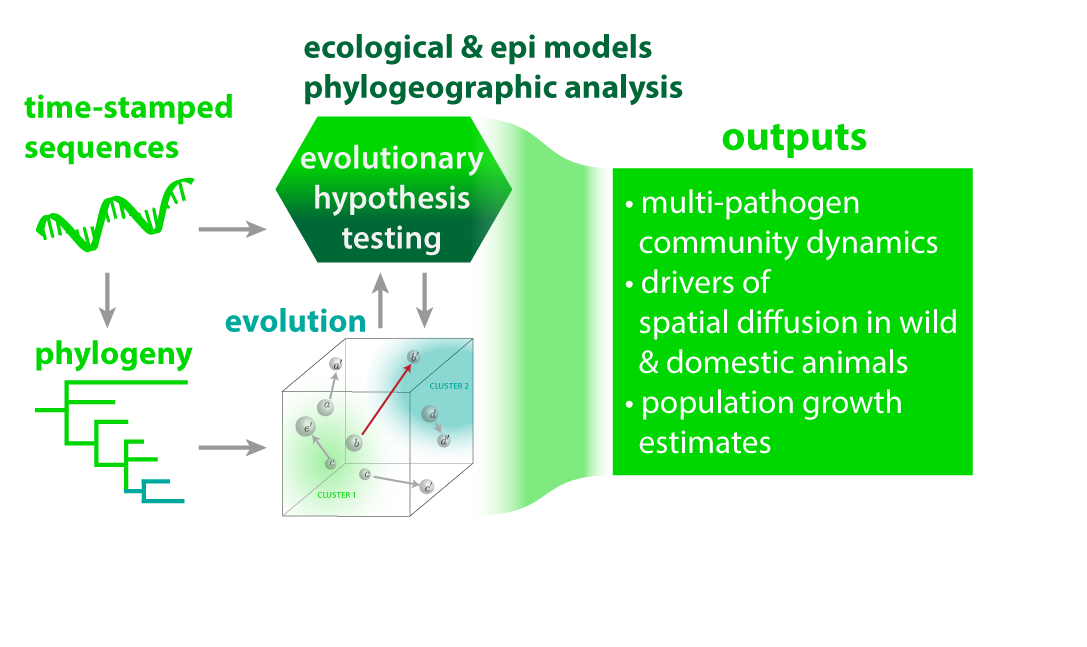 ecological & epi models
phylogeographic analysis
time-stamped
sequences
evolutionary
hypothesis
testing
outputs
• multi-pathogen
community dynamics
• drivers of
spatial diffusion in wild
& domestic animals
• population growth
estimates
evolution
phylogeny
a'
b'
CLUSTER 2
a
e'
d
b
d'
c
c
c'
CLUSTER 1